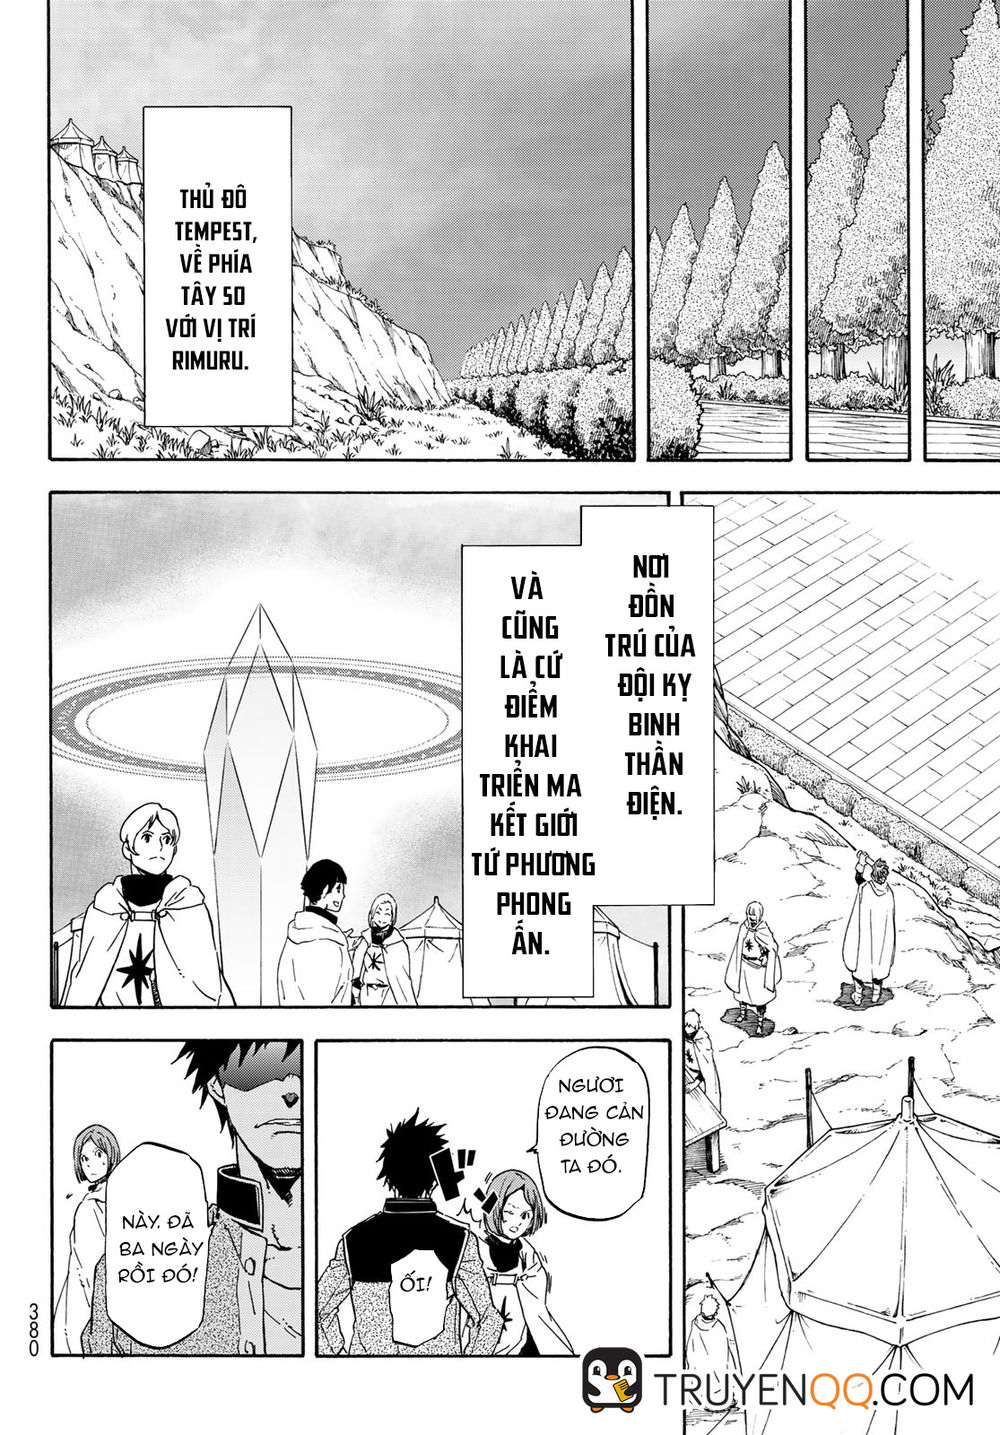 THỦ ĐÔ
TEMPEST,
VỀ PHÍA
TÂY SO
VỚI VỊ TRÍ
RIMURU.
NƠI
ĐỒN
TRÚ CỦA
ĐỘI KỴ
BINH
THẦN
ĐIỆN.
VÀ
CŨNG
LÀ CỨ
ĐIỂM
KHAI
TRIỂN MA
KẾT GIỚI
TỨ PHƯƠNG
PHONG
ẤN.
NGƯƠI
ĐANG CẢN
ĐƯỜNG
TA ĐÓ.
ỐI!
NÀY. ĐÃ
BA NGÀY
RỒI ĐÓ!
380
TRUYENQQ.COM